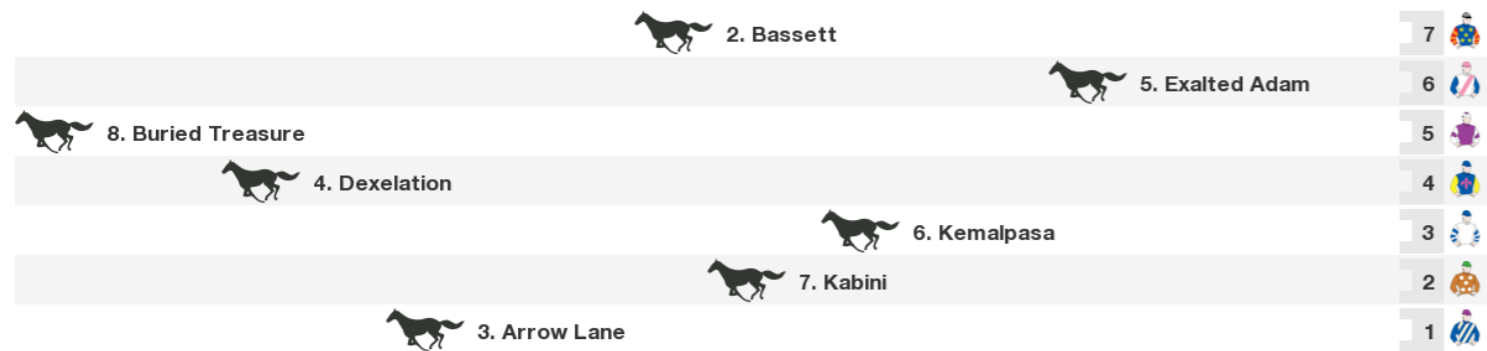 2. Bassett 7
5. Exalted Adam 6
8. Buried Treasure 5
4. Dexelation 4
6. Kemalpasa 3
7. Kabini 2
3. Arrow Lane 1